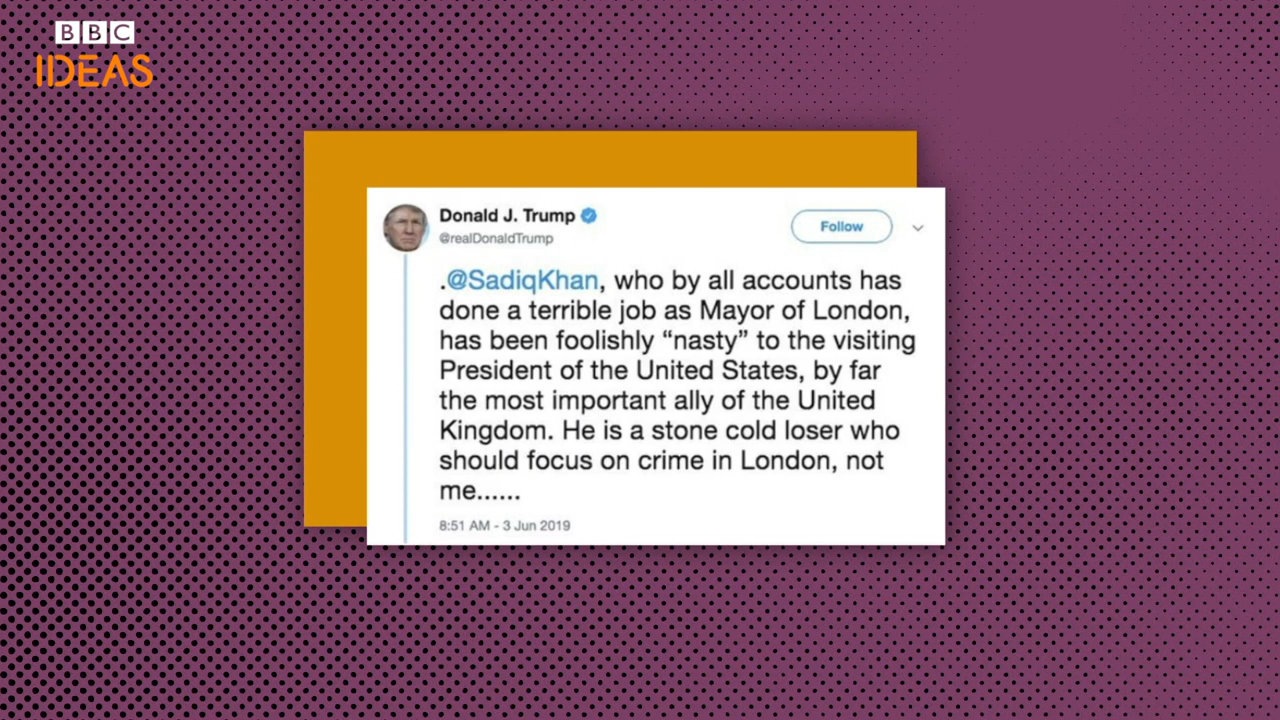 BBC
IDEAS
Donald J. Trump
@realDonaldTrump
Follow
.@SadiqKhan, who by all accounts has
done a terrible job as Mayor of London,
has been foolishly “nasty” to the visiting
President of the United States, by far
the most important ally of the United
Kingdom. He is a stone cold loser who
should focus on crime in London, not
me......
8:51 AM - 3 Jun 2019